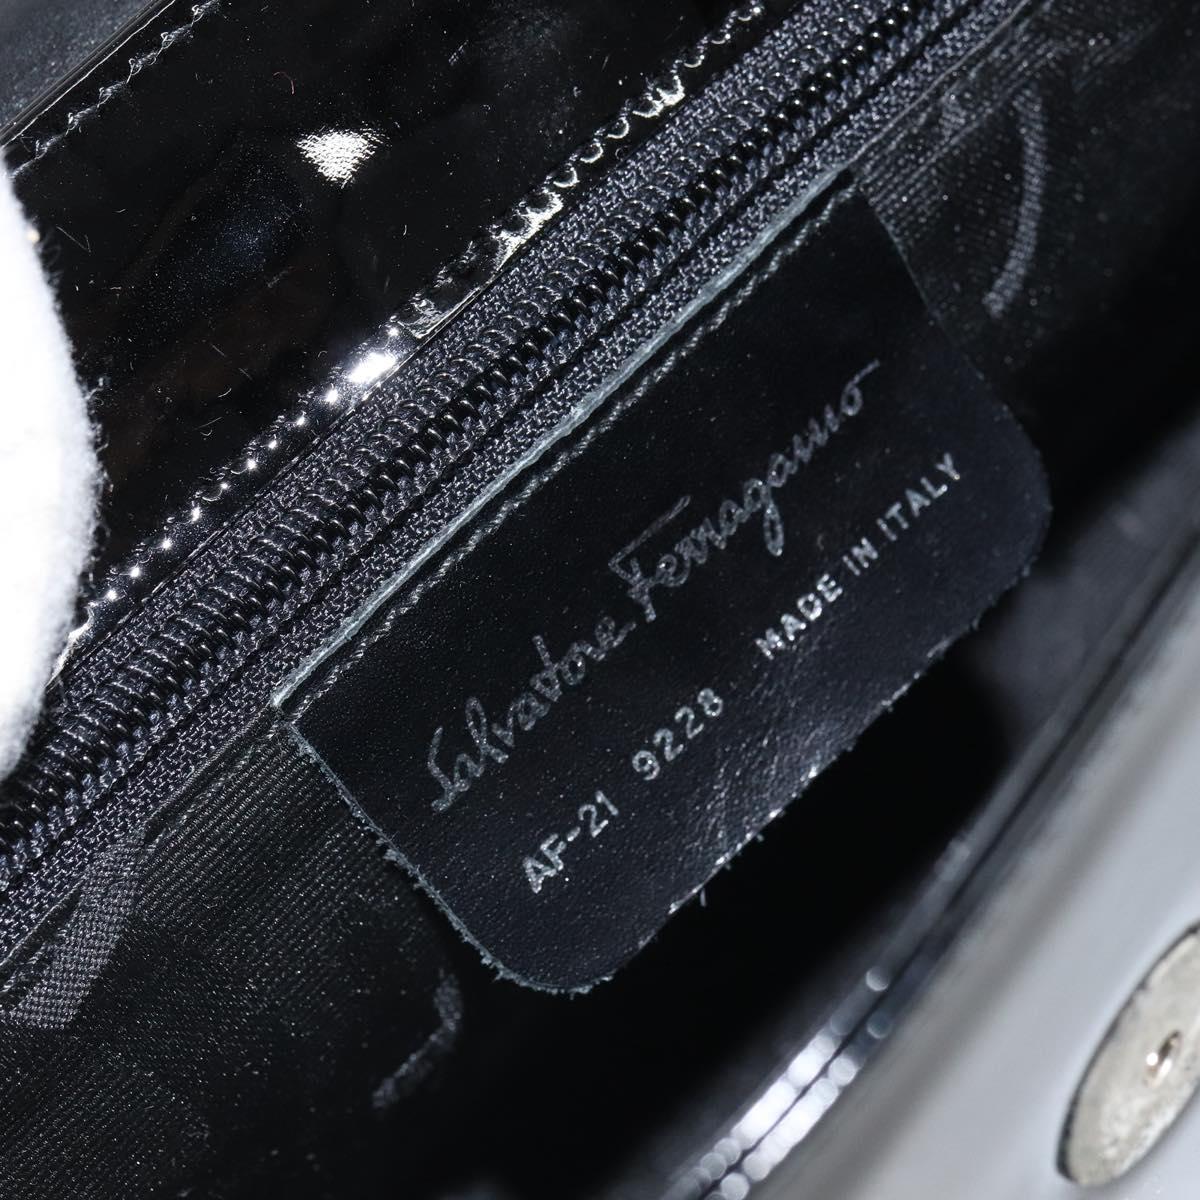 Salvatore Ferragamo
AF-21 9228 MADE IN ITALY